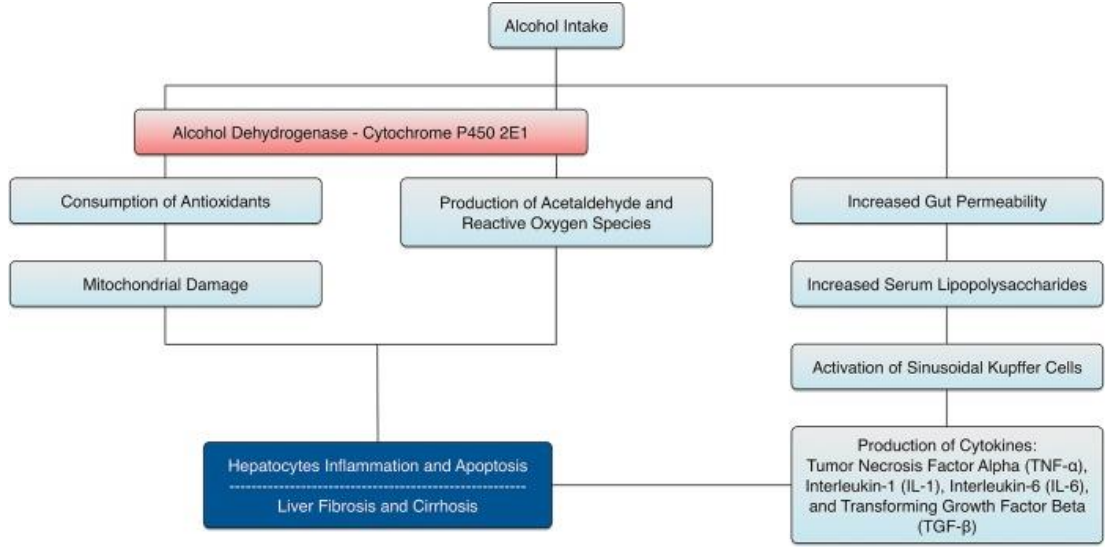 Alcohol Intake
Alcohol Dehydrogenase - Cytochrome P450 2E1
Consumption of Antioxidants
Production of Acetaldehyde and
Reactive Oxygen Species
Increased Gut Permeability
Mitochondrial Damage
Increased Serum Lipopolysaccharides
Activation of Sinusoidal Kupffer Cells
Hepatocytes Inflammation and Apoptosis
Liver Fibrosis and Cirrhosis
Production of Cytokines:
Tumor Necrosis Factor Alpha (TNF-α),
Interleukin-1 (IL-1), Interleukin-6 (IL-6),
and Transforming Growth Factor Beta
(TGF-β)